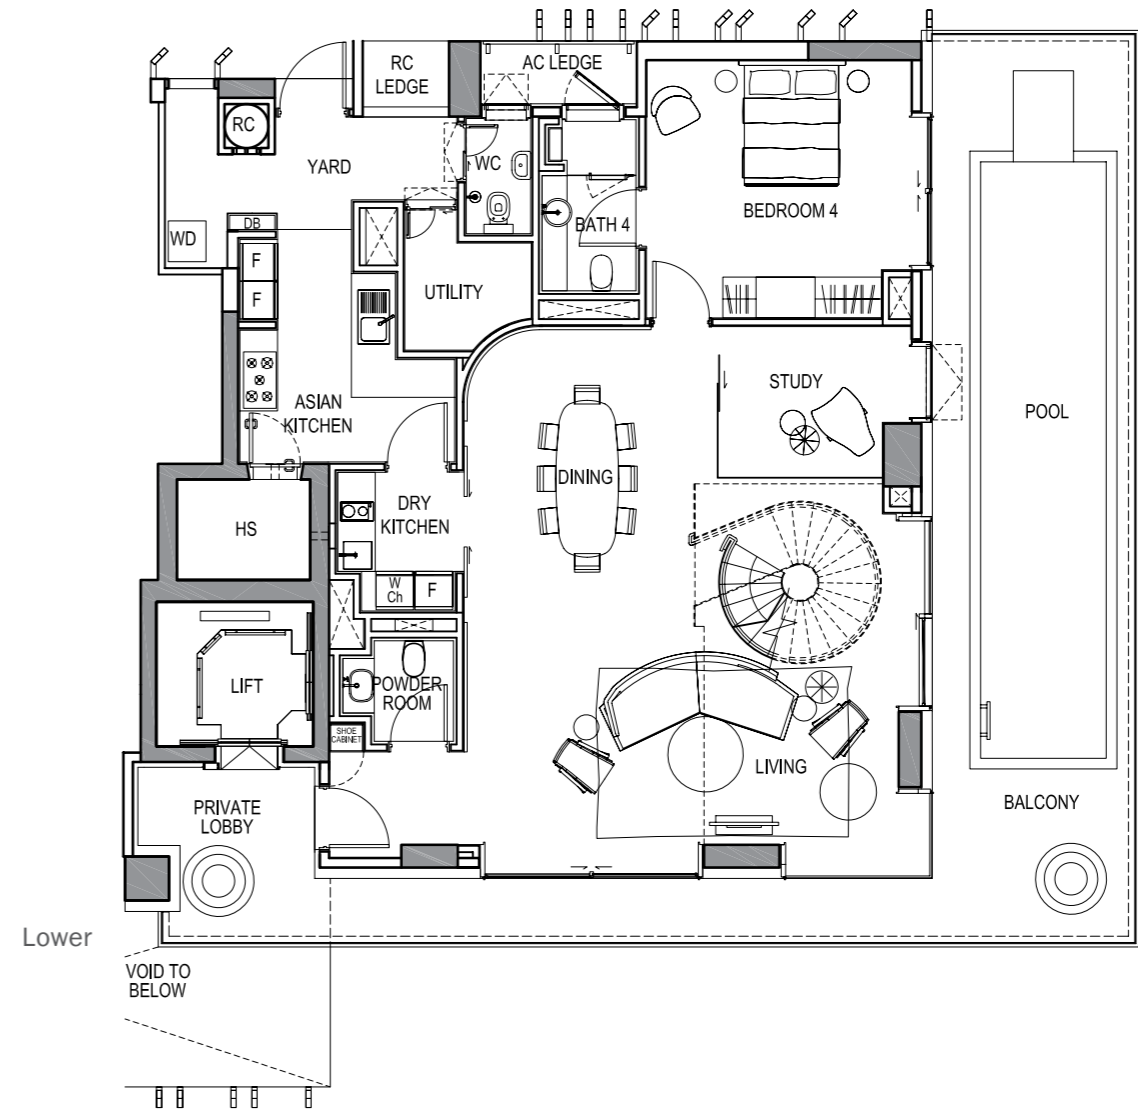 RC
LEDGE
AC LEDGE
RC
YARD
WC
BATH 4
BEDROOM 4
DB
WD
F
F
UTILITY
STUDY
ASIAN
KITCHEN
POOL
DINING
DRY
KITCHEN
HS
W
Ch
F
LIFT
POWDER
ROOM
SHOE
CABINET
LIVING
PRIVATE
LOBBY
BALCONY
Lower
VOID TO
BELOW